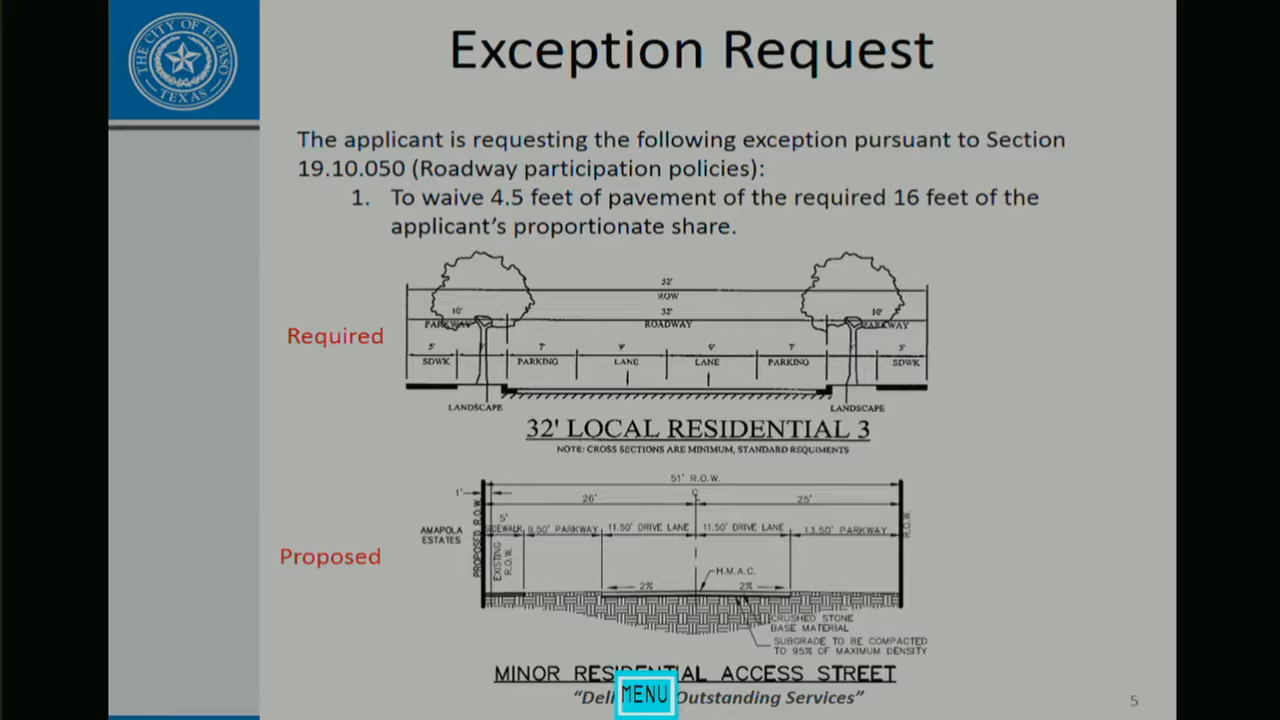 THE CITY OF EL PASO
TEXAS
Exception Request
The applicant is requesting the following exception pursuant to Section
19.10.050 (Roadway participation policies):
1. To waive 4.5 feet of pavement of the required 16 feet of the
applicant's proportionate share.
Required
52'
ROW
10' 32' 10'
PARKWAY ROADWAY PARKWAY
5' 7' 9' 9' 7' 5'
SDWK PARKING LANE LANE PARKING SDWK
LANDSCAPE LANDSCAPE
32' LOCAL RESIDENTIAL 3
NOTE: CROSS SECTIONS ARE MINIMUM, STANDARD REQUIMENTS
Proposed
51' R.O.W.
1' 26' 25'
5'
AMAPOLA
ESTATES
PROPOSED R.O.W.
EXISTING
R.O.W.
SIDEWALK 9.50' PARKWAY 11.50' DRIVE LANE 11.50' DRIVE LANE 13.50' PARKWAY
R.O.W.
H.M.A.C.
2% 2%
CRUSHED STONE
BASE MATERIAL
SUBGRADE TO BE COMPACTED
TO 95% OF MAXIMUM DENSITY
MINOR RESIDENTIAL ACCESS STREET
MENU
Outstanding Services"
5